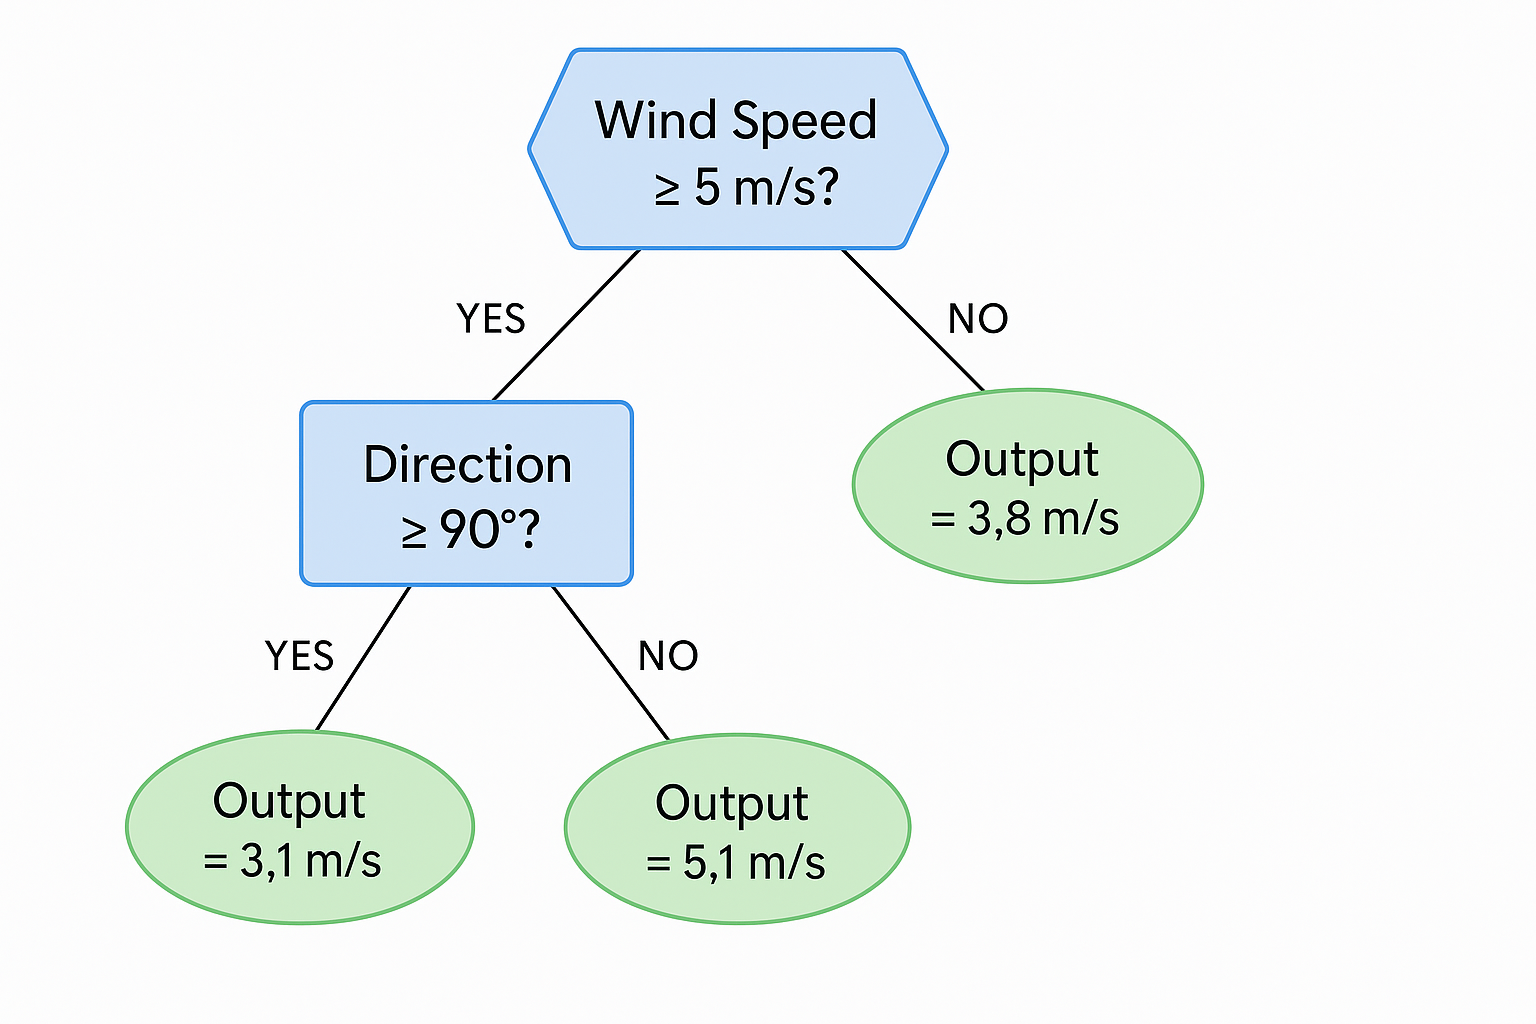 Wind Speed
≥ 5 m/s?
YES
NO
Direction
≥ 90°?
Output
= 3,8 m/s
YES
NO
Output
= 3,1 m/s
Output
= 5,1 m/s